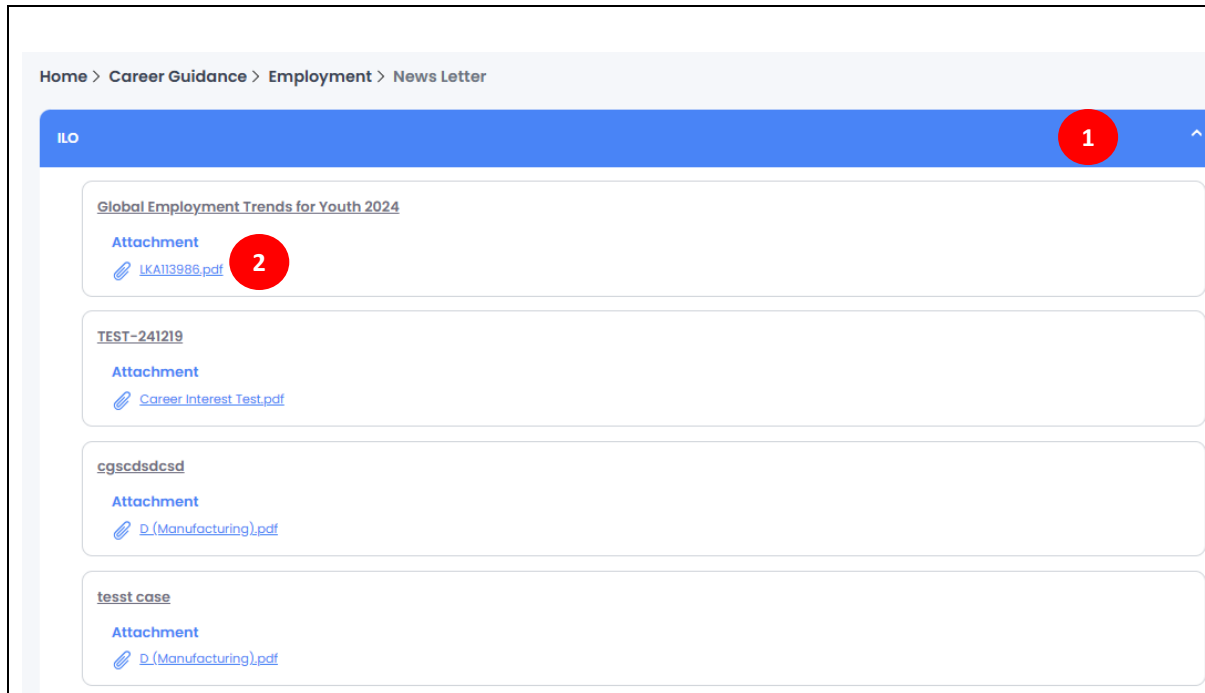 Home > Career Guidance > Employment > News Letter
ILO
1
Global Employment Trends for Youth 2024
Attachment
LKA113986.pdf
2
TEST-241219
Attachment
Career Interest Test.pdf
cgscdsdcsd
Attachment
D (Manufacturing).pdf
tesst case
Attachment
D (Manufacturing).pdf